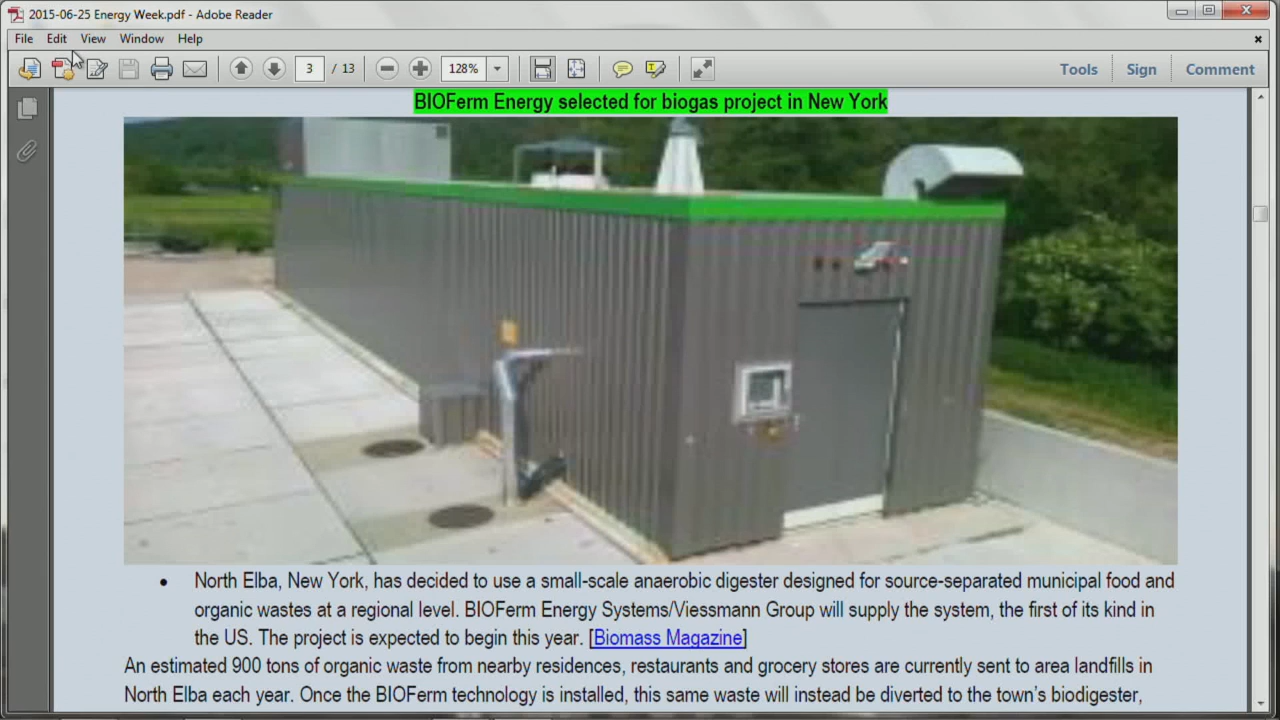 2015-06-25 Energy Week.pdf - Adobe Reader
File Edit View Window Help
3 / 13 128% Tools Sign Comment
BIOFerm Energy selected for biogas project in New York
• North Elba, New York, has decided to use a small-scale anaerobic digester designed for source-separated municipal food and
organic wastes at a regional level. BIOFerm Energy Systems/Viessmann Group will supply the system, the first of its kind in
the US. The project is expected to begin this year. [Biomass Magazine]
An estimated 900 tons of organic waste from nearby residences, restaurants and grocery stores are currently sent to area landfills in
North Elba each year. Once the BIOFerm technology is installed, this same waste will instead be diverted to the town's biodigester,